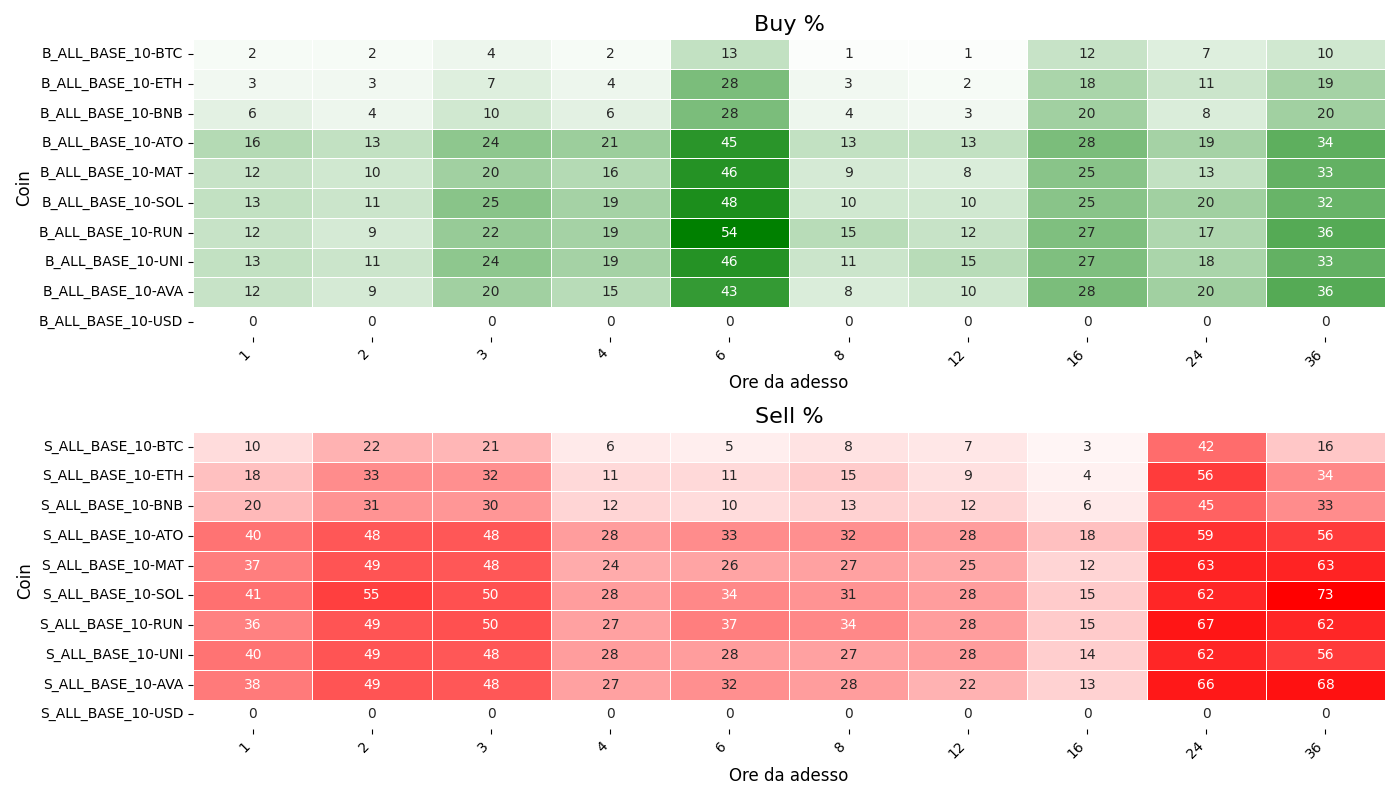 Buy %
Coin
B_ALL_BASE_10-BTC 2 2 4 2 13 1 1 12 7 10
B_ALL_BASE_10-ETH 3 3 7 4 28 3 2 18 11 19
B_ALL_BASE_10-BNB 6 4 10 6 28 4 3 20 8 20
B_ALL_BASE_10-ATO 16 13 24 21 45 13 13 28 19 34
B_ALL_BASE_10-MAT 12 10 20 16 46 9 8 25 13 33
B_ALL_BASE_10-SOL 13 11 25 19 48 10 10 25 20 32
B_ALL_BASE_10-RUN 12 9 22 19 54 15 12 27 17 36
B_ALL_BASE_10-UNI 13 11 24 19 46 11 15 27 18 33
B_ALL_BASE_10-AVA 12 9 20 15 43 8 10 28 20 36
B_ALL_BASE_10-USD 0 0 0 0 0 0 0 0 0 0
1 2 3 4 6 8 12 16 24 36
Ore da adesso
Sell %
Coin
S_ALL_BASE_10-BTC 10 22 21 6 5 8 7 3 42 16
S_ALL_BASE_10-ETH 18 33 32 11 11 15 9 4 56 34
S_ALL_BASE_10-BNB 20 31 30 12 10 13 12 6 45 33
S_ALL_BASE_10-ATO 40 48 48 28 33 32 28 18 59 56
S_ALL_BASE_10-MAT 37 49 48 24 26 27 25 12 63 63
S_ALL_BASE_10-SOL 41 55 50 28 34 31 28 15 62 73
S_ALL_BASE_10-RUN 36 49 50 27 37 34 28 15 67 62
S_ALL_BASE_10-UNI 40 49 48 28 28 27 28 14 62 56
S_ALL_BASE_10-AVA 38 49 48 27 32 28 22 13 66 68
S_ALL_BASE_10-USD 0 0 0 0 0 0 0 0 0 0
1 2 3 4 6 8 12 16 24 36
Ore da adesso